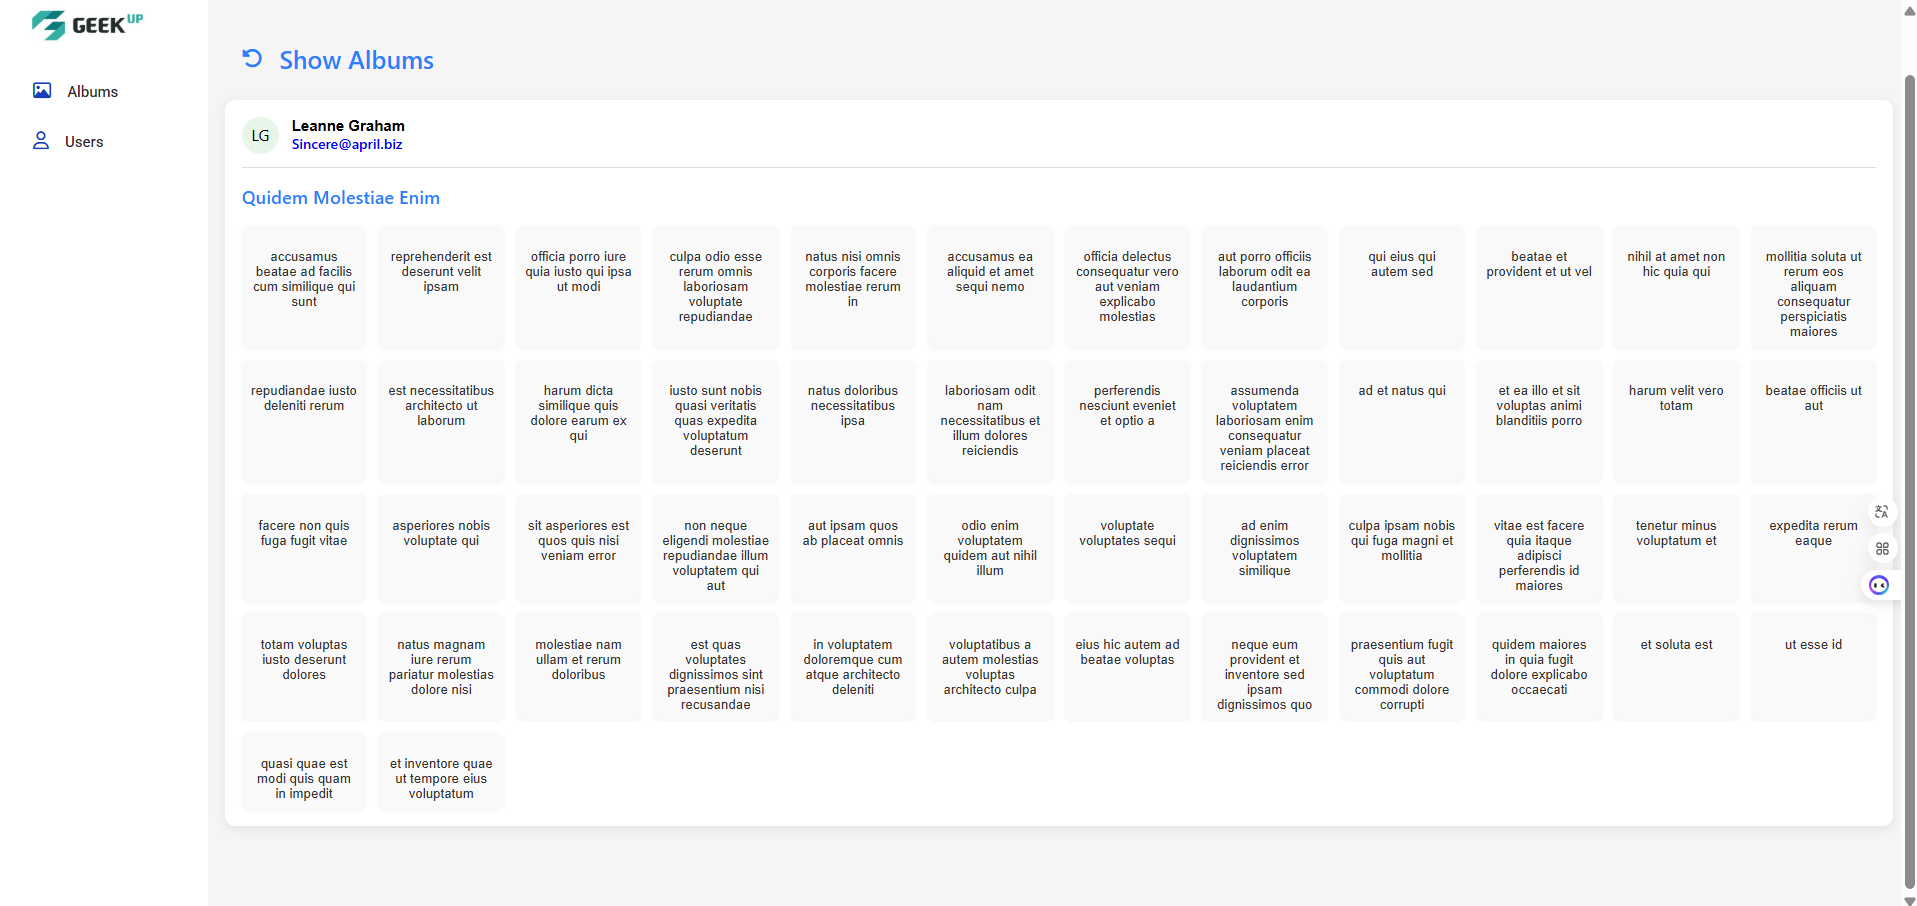 GEEK UP
Albums
Users
Show Albums
LG
Leanne Graham
Sincere@april.biz
Quidem Molestiae Enim
accusamus
beatae ad facilis
cum similique qui
sunt
reprehenderit est
deserunt velit
ipsam
officia porro iure
quia iusto qui ipsa
ut modi
culpa odio esse
rerum omnis
laboriosam
voluptate
repudiandae
natus nisi omnis
corporis facere
molestiae rerum
in
accusamus ea
aliquid et amet
sequi nemo
officia delectus
consequatur vero
aut veniam
explicabo
molestias
aut porro officiis
laborum odit ea
laudantium
corporis
qui eius qui
autem sed
beatae et
provident et ut vel
nihil at amet non
hic quia qui
mollitia soluta ut
rerum eos
aliquam
consequatur
perspiciatis
maiores
repudiandae iusto
deleniti rerum
est necessitatibus
architecto ut
laborum
harum dicta
similique quis
dolore earum ex
qui
iusto sunt nobis
quasi veritatis
quas expedita
voluptatum
deserunt
natus doloribus
necessitatibus
ipsa
laboriosam odit
nam
necessitatibus et
illum dolores
reiciendis
perferendis
nesciunt eveniet
et optio a
assumenda
voluptatem
laboriosam enim
consequatur
veniam placeat
reiciendis error
ad et natus qui
et ea illo et sit
voluptas animi
blanditiis porro
harum velit vero
totam
beatae officiis ut
aut
facere non quis
fuga fugit vitae
asperiores nobis
voluptate qui
sit asperiores est
quos quis nisi
veniam error
non neque
eligendi molestiae
repudiandae illum
voluptatem qui
aut
aut ipsam quos
ab placeat omnis
odio enim
voluptatem
quidem aut nihil
illum
voluptate
voluptates sequi
ad enim
dignissimos
voluptatem
similique
culpa ipsam nobis
qui fuga magni et
mollitia
vitae est facere
quia itaque
adipisci
perferendis id
maiores
tenetur minus
voluptatum et
expedita rerum
eaque
totam voluptas
iusto deserunt
dolores
natus magnam
iure rerum
pariatur molestias
dolore nisi
molestiae nam
ullam et rerum
doloribus
est quas
voluptates
dignissimos sint
praesentium nisi
recusandae
in voluptatem
doloremque cum
atque architecto
deleniti
voluptatibus a
autem molestias
voluptas
architecto culpa
eius hic autem ad
beatae voluptas
neque eum
provident et
inventore sed
ipsam
dignissimos quo
praesentium fugit
quis aut
voluptatum
commodi dolore
corrupti
quidem maiores
in quia fugit
dolore explicabo
occaecati
et soluta est
ut esse id
quasi quae est
modi quis quam
in impedit
et inventore quae
ut tempore eius
voluptatum